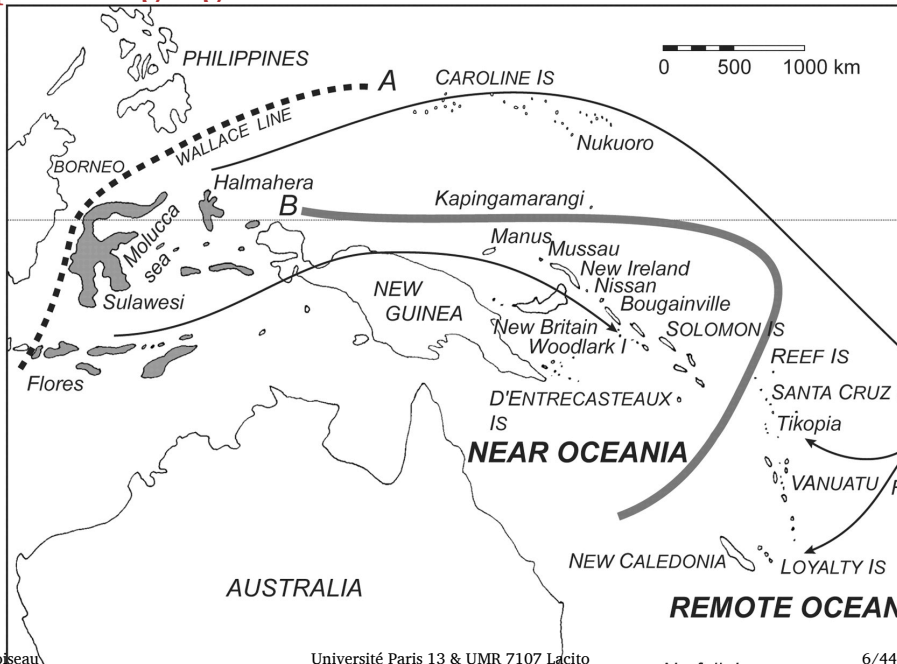 PHILIPPINES
A
CAROLINE IS
0 500 1000 km
WALLACE LINE
Nukuoro
BORNEO
Halmahera
B
Kapingamarangi
Molucca
sea
Manus
Mussau
New Ireland
Nissan
Sulawesi
NEW
GUINEA
Bougainville
New Britain
SOLOMON IS
Woodlark I
REEF IS
Flores
D'ENTRECASTEAUX
IS
SANTA CRUZ
Tikopia
NEAR OCEANIA
VANUATU
NEW CALEDONIA
LOYALTY IS
AUSTRALIA
REMOTE OCEAN
oiseau
Université Paris 13 & UMR 7107 Lacito
6/44